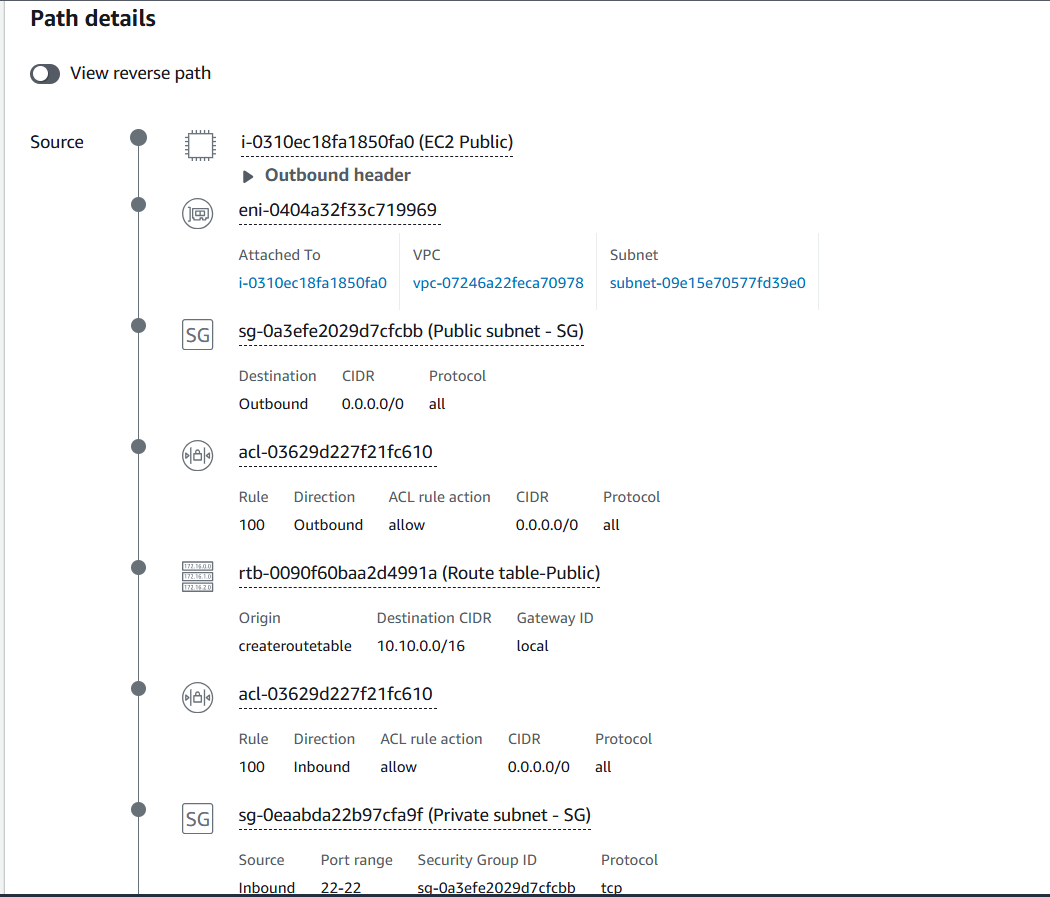 Path details
View reverse path
Source
i-0310ec18fa1850fa0 (EC2 Public)
Outbound header
eni-0404a32f33c719969
Attached To VPC Subnet
i-0310ec18fa1850fa0 vpc-07246a22feca70978 subnet-09e15e70577fd39e0
SG sg-0a3efe2029d7cfcbb (Public subnet - SG)
Destination CIDR Protocol
Outbound 0.0.0.0/0 all
acl-03629d227f21fc610
Rule Direction ACL rule action CIDR Protocol
100 Outbound allow 0.0.0.0/0 all
172.16.0.0
172.16.1.0
172.16.2.0
rtb-0090f60baa2d4991a (Route table-Public)
Origin Destination CIDR Gateway ID
createroutetable 10.10.0.0/16 local
acl-03629d227f21fc610
Rule Direction ACL rule action CIDR Protocol
100 Inbound allow 0.0.0.0/0 all
SG sg-0eaabda22b97cfa9f (Private subnet - SG)
Source Port range Security Group ID Protocol
Inbound 22-22 sg-0a3efe2029d7cfcbb tcp